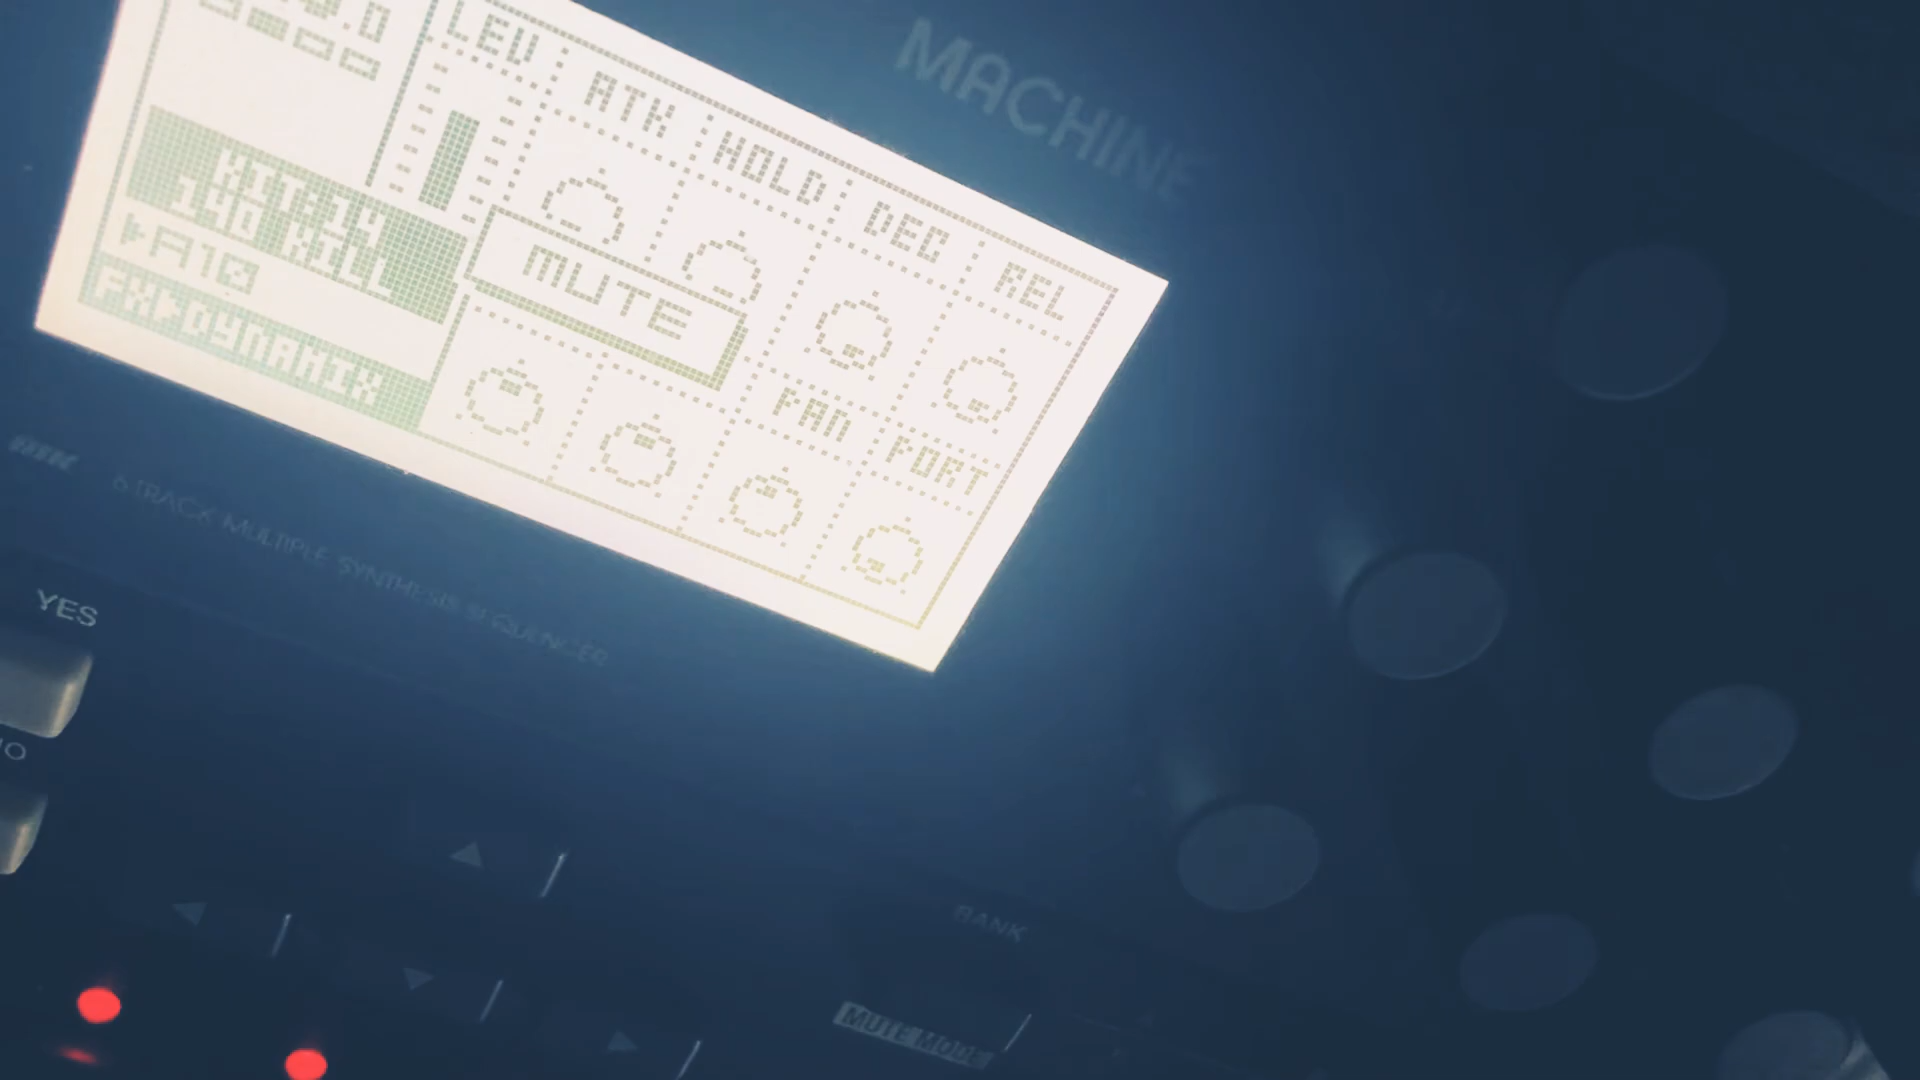 MACHINE
LEV
ATK
HOLD
DEC
REL
KIT:14
140 KILL
A10
FX DYNAMIX
MUTE
PAN
PORT
6 TRACK MULTIPLE SYNTHESIS SEQUENCER
YES
BANK
MUTE MODE